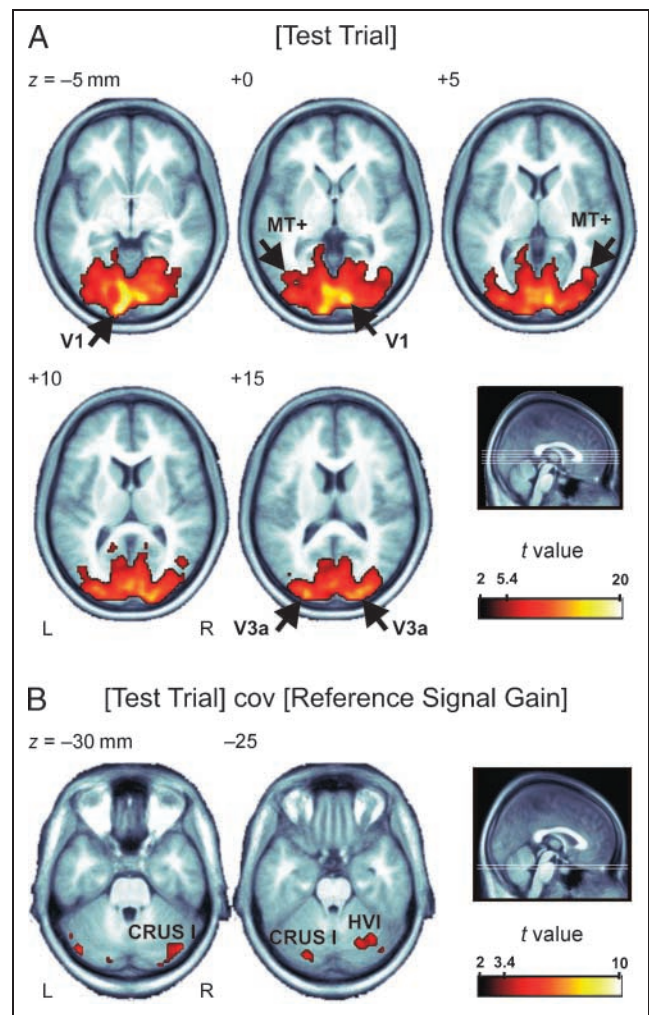 A
[Test Trial]
z = –5 mm
+0
+5
MT+
MT+
V1
V1
+10
+15
t value
2 5.4 20
L
R
V3a
V3a
B
[Test Trial] cov [Reference Signal Gain]
z = –30 mm
–25
CRUS I
CRUS I
HVI
t value
2 3.4 10
L
R